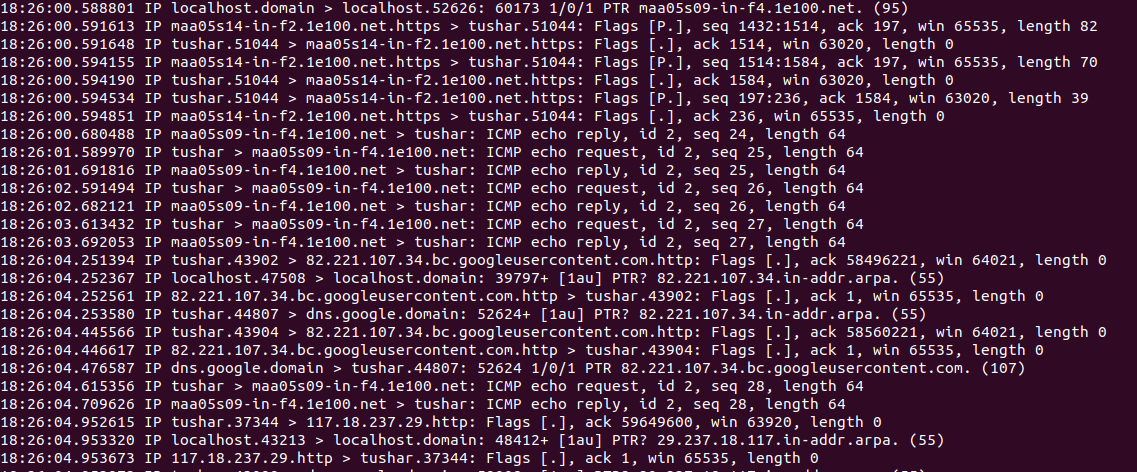 18:26:00.588801 IP localhost.domain > localhost.52626: 60173 1/0/1 PTR maa05s09-in-f4.1e100.net. (95)
18:26:00.591613 IP maa05s14-in-f2.1e100.net.https > tushar.51044: Flags [P.], seq 1432:1514, ack 197, win 65535, length 82
18:26:00.591648 IP tushar.51044 > maa05s14-in-f2.1e100.net.https: Flags [.], ack 1514, win 63020, length 0
18:26:00.594155 IP maa05s14-in-f2.1e100.net.https > tushar.51044: Flags [P.], seq 1514:1584, ack 197, win 65535, length 70
18:26:00.594190 IP tushar.51044 > maa05s14-in-f2.1e100.net.https: Flags [.], ack 1584, win 63020, length 0
18:26:00.594534 IP tushar.51044 > maa05s14-in-f2.1e100.net.https: Flags [P.], seq 197:236, ack 1584, win 63020, length 39
18:26:00.594851 IP maa05s14-in-f2.1e100.net.https > tushar.51044: Flags [.], ack 236, win 65535, length 0
18:26:00.680488 IP maa05s09-in-f4.1e100.net > tushar: ICMP echo reply, id 2, seq 24, length 64
18:26:01.589970 IP tushar > maa05s09-in-f4.1e100.net: ICMP echo request, id 2, seq 25, length 64
18:26:01.691816 IP maa05s09-in-f4.1e100.net > tushar: ICMP echo reply, id 2, seq 25, length 64
18:26:02.591494 IP tushar > maa05s09-in-f4.1e100.net: ICMP echo request, id 2, seq 26, length 64
18:26:02.682121 IP maa05s09-in-f4.1e100.net > tushar: ICMP echo reply, id 2, seq 26, length 64
18:26:03.613432 IP tushar > maa05s09-in-f4.1e100.net: ICMP echo request, id 2, seq 27, length 64
18:26:03.692053 IP maa05s09-in-f4.1e100.net > tushar: ICMP echo reply, id 2, seq 27, length 64
18:26:04.251394 IP tushar.43902 > 82.221.107.34.bc.googleusercontent.com.http: Flags [.], ack 58496221, win 64021, length 0
18:26:04.252367 IP localhost.47508 > localhost.domain: 39797+ [1au] PTR? 82.221.107.34.in-addr.arpa. (55)
18:26:04.252561 IP 82.221.107.34.bc.googleusercontent.com.http > tushar.43902: Flags [.], ack 1, win 65535, length 0
18:26:04.253580 IP tushar.44807 > dns.google.domain: 52624+ [1au] PTR? 82.221.107.34.in-addr.arpa. (55)
18:26:04.445566 IP tushar.43904 > 82.221.107.34.bc.googleusercontent.com.http: Flags [.], ack 58560221, win 64021, length 0
18:26:04.446617 IP 82.221.107.34.bc.googleusercontent.com.http > tushar.43904: Flags [.], ack 1, win 65535, length 0
18:26:04.476587 IP dns.google.domain > tushar.44807: 52624 1/0/1 PTR 82.221.107.34.bc.googleusercontent.com. (107)
18:26:04.615356 IP tushar > maa05s09-in-f4.1e100.net: ICMP echo request, id 2, seq 28, length 64
18:26:04.709626 IP maa05s09-in-f4.1e100.net > tushar: ICMP echo reply, id 2, seq 28, length 64
18:26:04.952615 IP tushar.37344 > 117.18.237.29.http: Flags [.], ack 59649600, win 63920, length 0
18:26:04.953320 IP localhost.43213 > localhost.domain: 48412+ [1au] PTR? 29.237.18.117.in-addr.arpa. (55)
18:26:04.953673 IP 117.18.237.29.http > tushar.37344: Flags [.], ack 1, win 65535, length 0